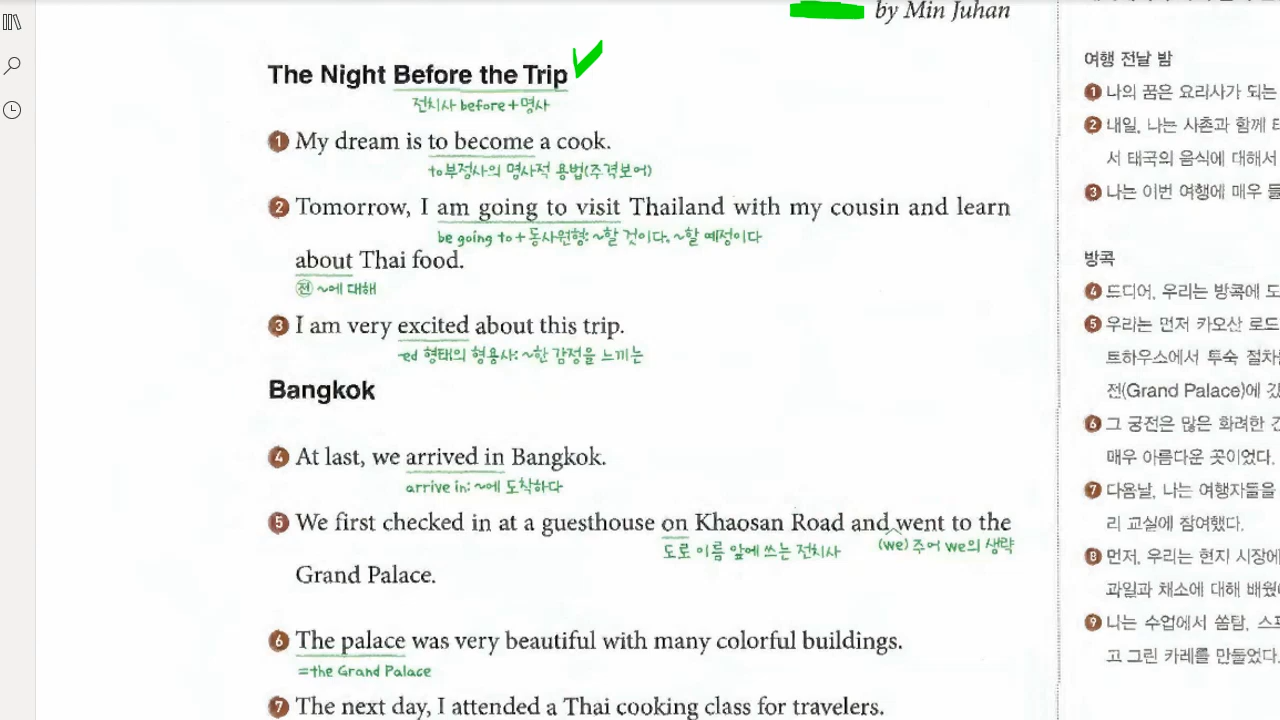 by Min Juhan
The Night Before the Trip
전치사 before+명사
1 My dream is to become a cook.
to부정사의 명사적 용법(주격보어)
2 Tomorrow, I am going to visit Thailand with my cousin and learn
be going to+동사원형: ~할 것이다, ~할 예정이다
about Thai food.
전 ~에 대해
3 I am very excited about this trip.
-ed 형태의 형용사: ~한 감정을 느끼는
Bangkok
4 At last, we arrived in Bangkok.
arrive in: ~에 도착하다
5 We first checked in at a guesthouse on Khaosan Road and went to the
도로 이름 앞에 쓰는 전치사 (we) 주어 we의 생략
Grand Palace.
6 The palace was very beautiful with many colorful buildings.
=the Grand Palace
7 The next day, I attended a Thai cooking class for travelers.
여행 전날 밤
1 나의 꿈은 요리사가 되는
2 내일, 나는 사촌과 함께
서 태국의 음식에 대해서
3 나는 이번 여행에 매우
방콕
4 드디어, 우리는 방콕에
5 우리는 먼저 카오산 로드
트하우스에서 투숙 절차
전(Grand Palace)에
6 그 궁전은 많은 화려한
매우 아름다운 곳이었다.
7 다음날, 나는 여행자들을
리 교실에 참여했다.
8 먼저, 우리는 현지 시장에
과일과 채소에 대해
9 나는 수업에서 쏨탐,
고 그린 카레를 만들었다.